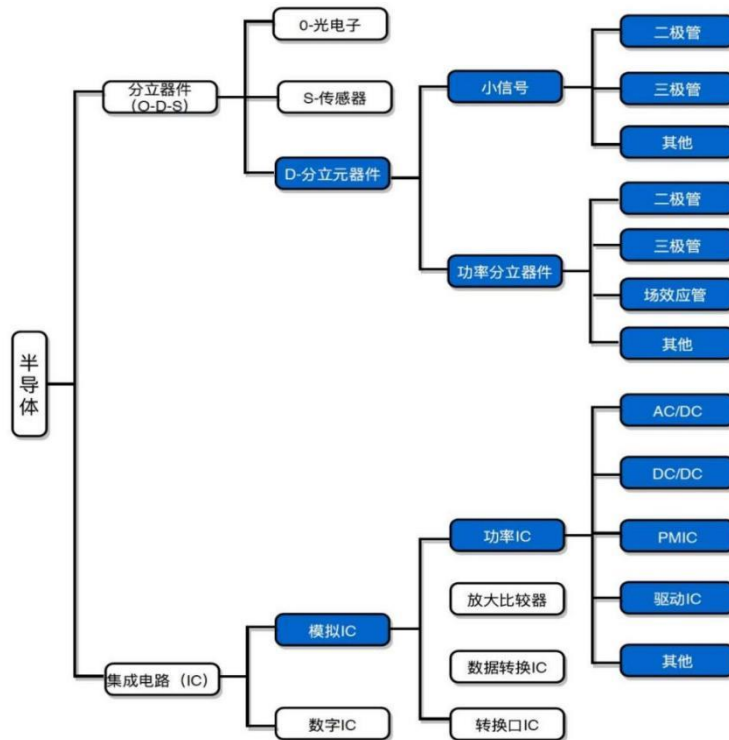 0-光电子
二极管
小信号
分立器件
(O-D-S)
S-传感器
三极管
其他
D-分立元器件
二极管
三极管
功率分立器件
场效应管
其他
半
导
体
AC/DC
DC/DC
功率IC
PMIC
放大比较器
驱动IC
模拟IC
数据转换IC
其他
集成电路（IC）
数字IC
转换口IC